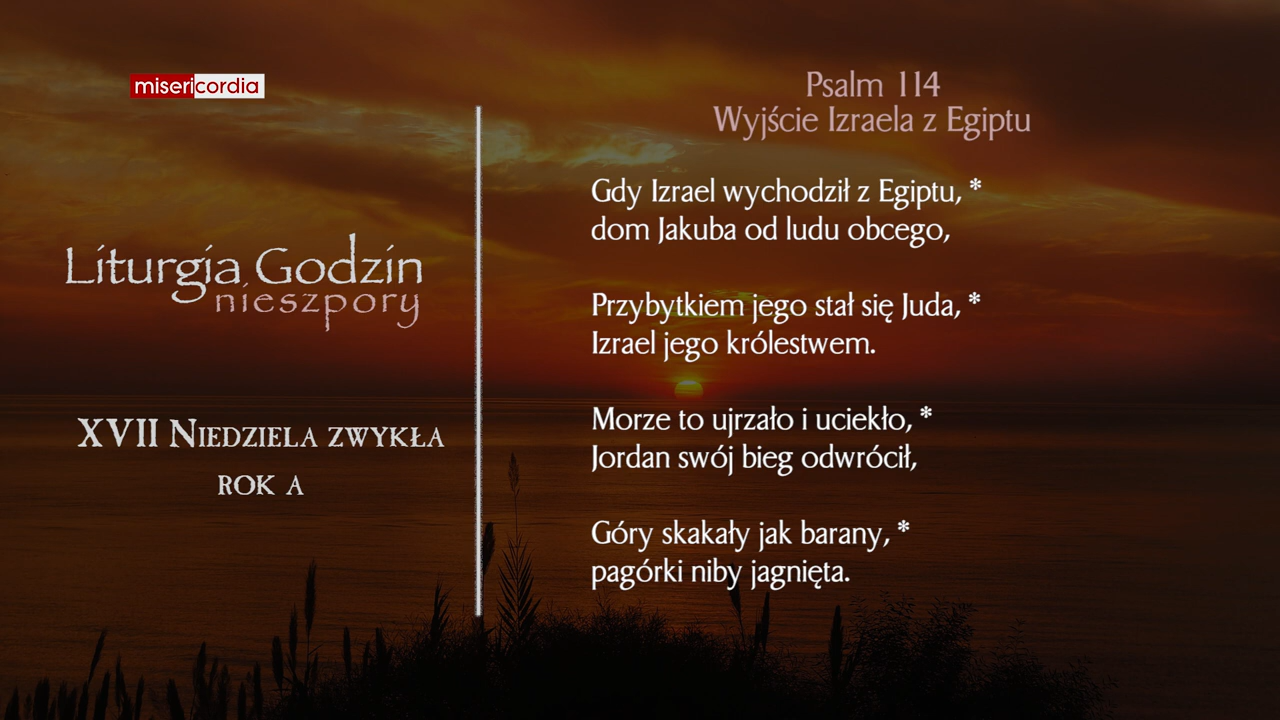 misericordia
Liturgia Godzin
nieszpory
XVII Niedziela zwykła
rok A
Psalm 114
Wyjście Izraela z Egiptu
Gdy Izrael wychodził z Egiptu, *
dom Jakuba od ludu obcego,
Przybytkiem jego stał się Juda, *
Izrael jego królestwem.
Morze to ujrzało i uciekło, *
Jordan swój bieg odwrócił,
Góry skakały jak barany, *
pagórki niby jagnięta.